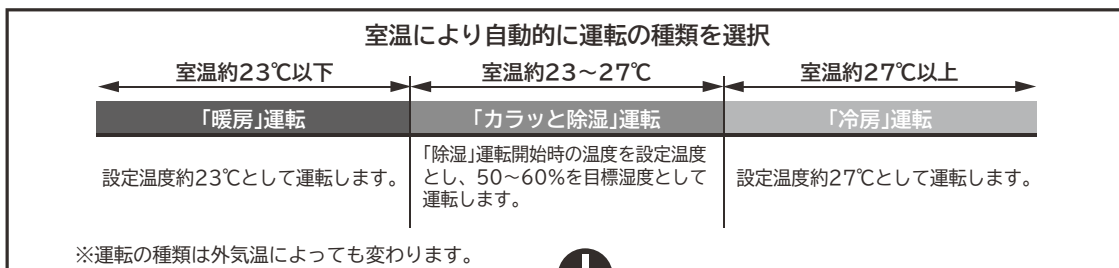 室温により自動的に運転の種類を選択
室温約23℃以下
室温約23～27℃
室温約27℃以上
「暖房」運転
「カラッと除湿」運転
「冷房」運転
設定温度約23℃として運転します。
「除湿」運転開始時の温度を設定温度
とし、50～60%を目標湿度として
運転します。
設定温度約27℃として運転します。
※運転の種類は外気温によっても変わります。